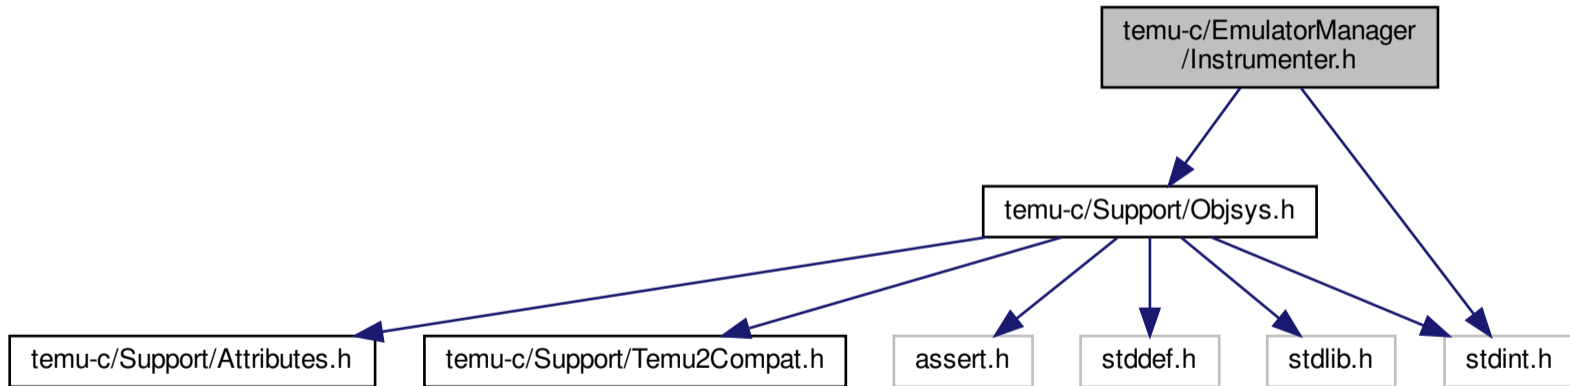 temu-c/EmulatorManager
/Instrumenter.h
temu-c/Support/Objsys.h
temu-c/Support/Attributes.h
temu-c/Support/Temu2Compat.h
assert.h
stddef.h
stdlib.h
stdint.h